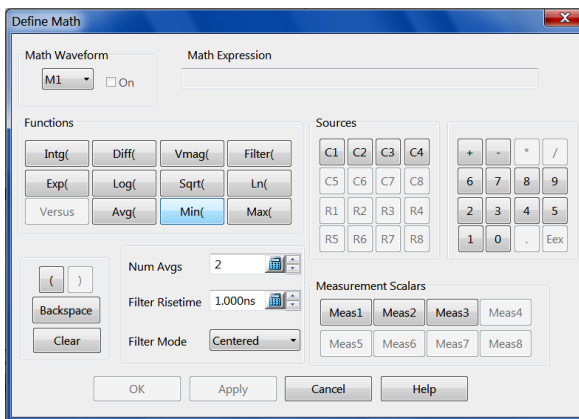 Define Math
Math Waveform
Math Expression
M1
On
Functions
Intg( Diff( Vmag( Filter(
Exp( Log( Sqrt( Ln(
Versus Avg( Min( Max(
Sources
C1 C2 C3 C4
C5 C6 C7 C8
R1 R2 R3 R4
R5 R6 R7 R8
+ - * /
6 7 8 9
2 3 4 5
1 0 . Eex
( )
Backspace
Clear
Num Avgs 2
Filter Risetime 1.000ns
Filter Mode Centered
Measurement Scalars
Meas1 Meas2 Meas3 Meas4
Meas5 Meas6 Meas7 Meas8
OK Apply Cancel Help